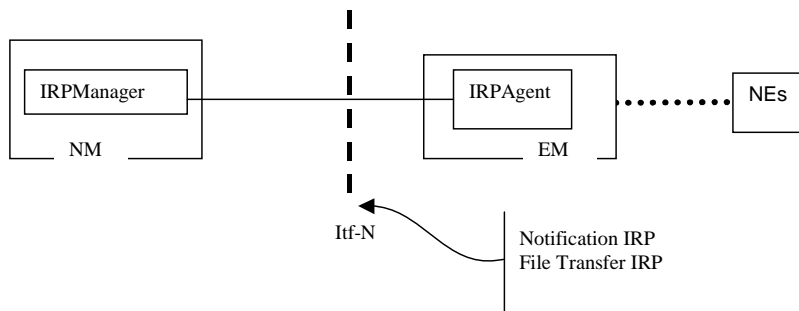 IRPManager
IRPAgent
NEs
NM
EM
Itf-N
Notification IRP
File Transfer IRP